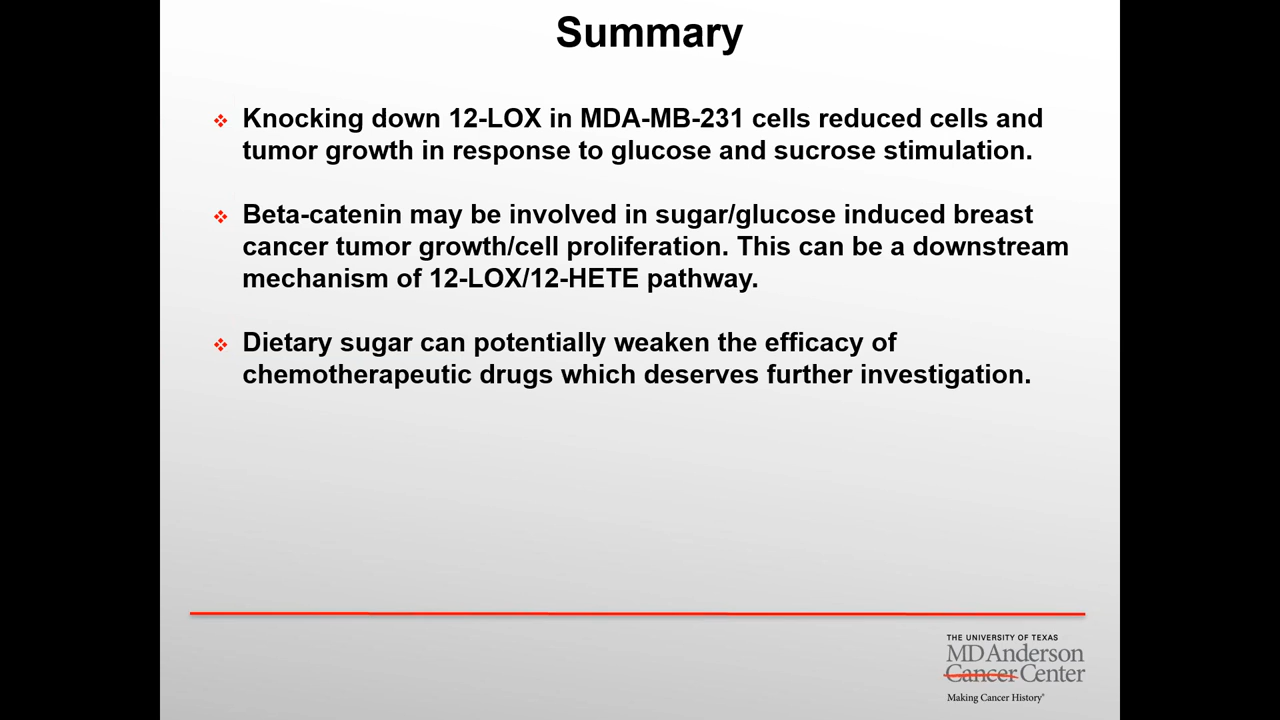 Summary
Knocking down 12-LOX in MDA-MB-231 cells reduced cells and
tumor growth in response to glucose and sucrose stimulation.
Beta-catenin may be involved in sugar/glucose induced breast
cancer tumor growth/cell proliferation. This can be a downstream
mechanism of 12-LOX/12-HETE pathway.
Dietary sugar can potentially weaken the efficacy of
chemotherapeutic drugs which deserves further investigation.
THE UNIVERSITY OF TEXAS
MD Anderson
Cancer Center
Making Cancer History®